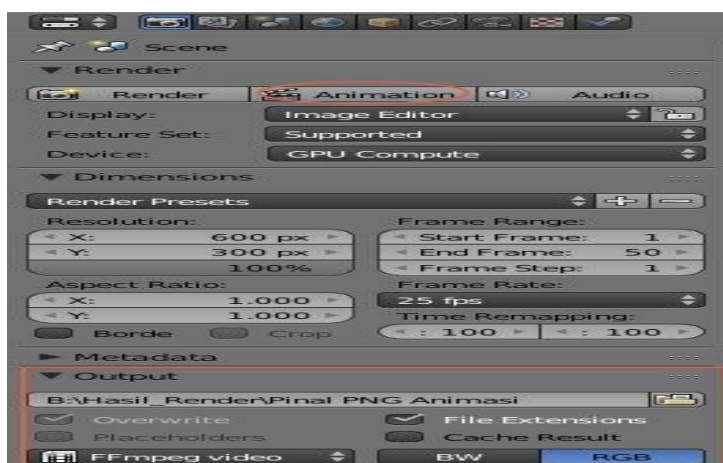 Scene
Render
Render Animation Audio
Display: Image Editor
Feature Set: Supported
Device: GPU Compute
Dimensions
Render Presets
Resolution: Frame Range:
X: 600 px Start Frame: 1
Y: 300 px End Frame: 50
100% Frame Step: 1
Aspect Ratio: Frame Rate:
X: 1.000 25 fps
Y: 1.000 Time Remapping:
Borde Crop : 100 : 100
Metadata
Output
B:\Hasil_Render\Pinal PNG Animasi
Overwrite File Extensions
Placeholders Cache Result
FFmpeg video BW RGB